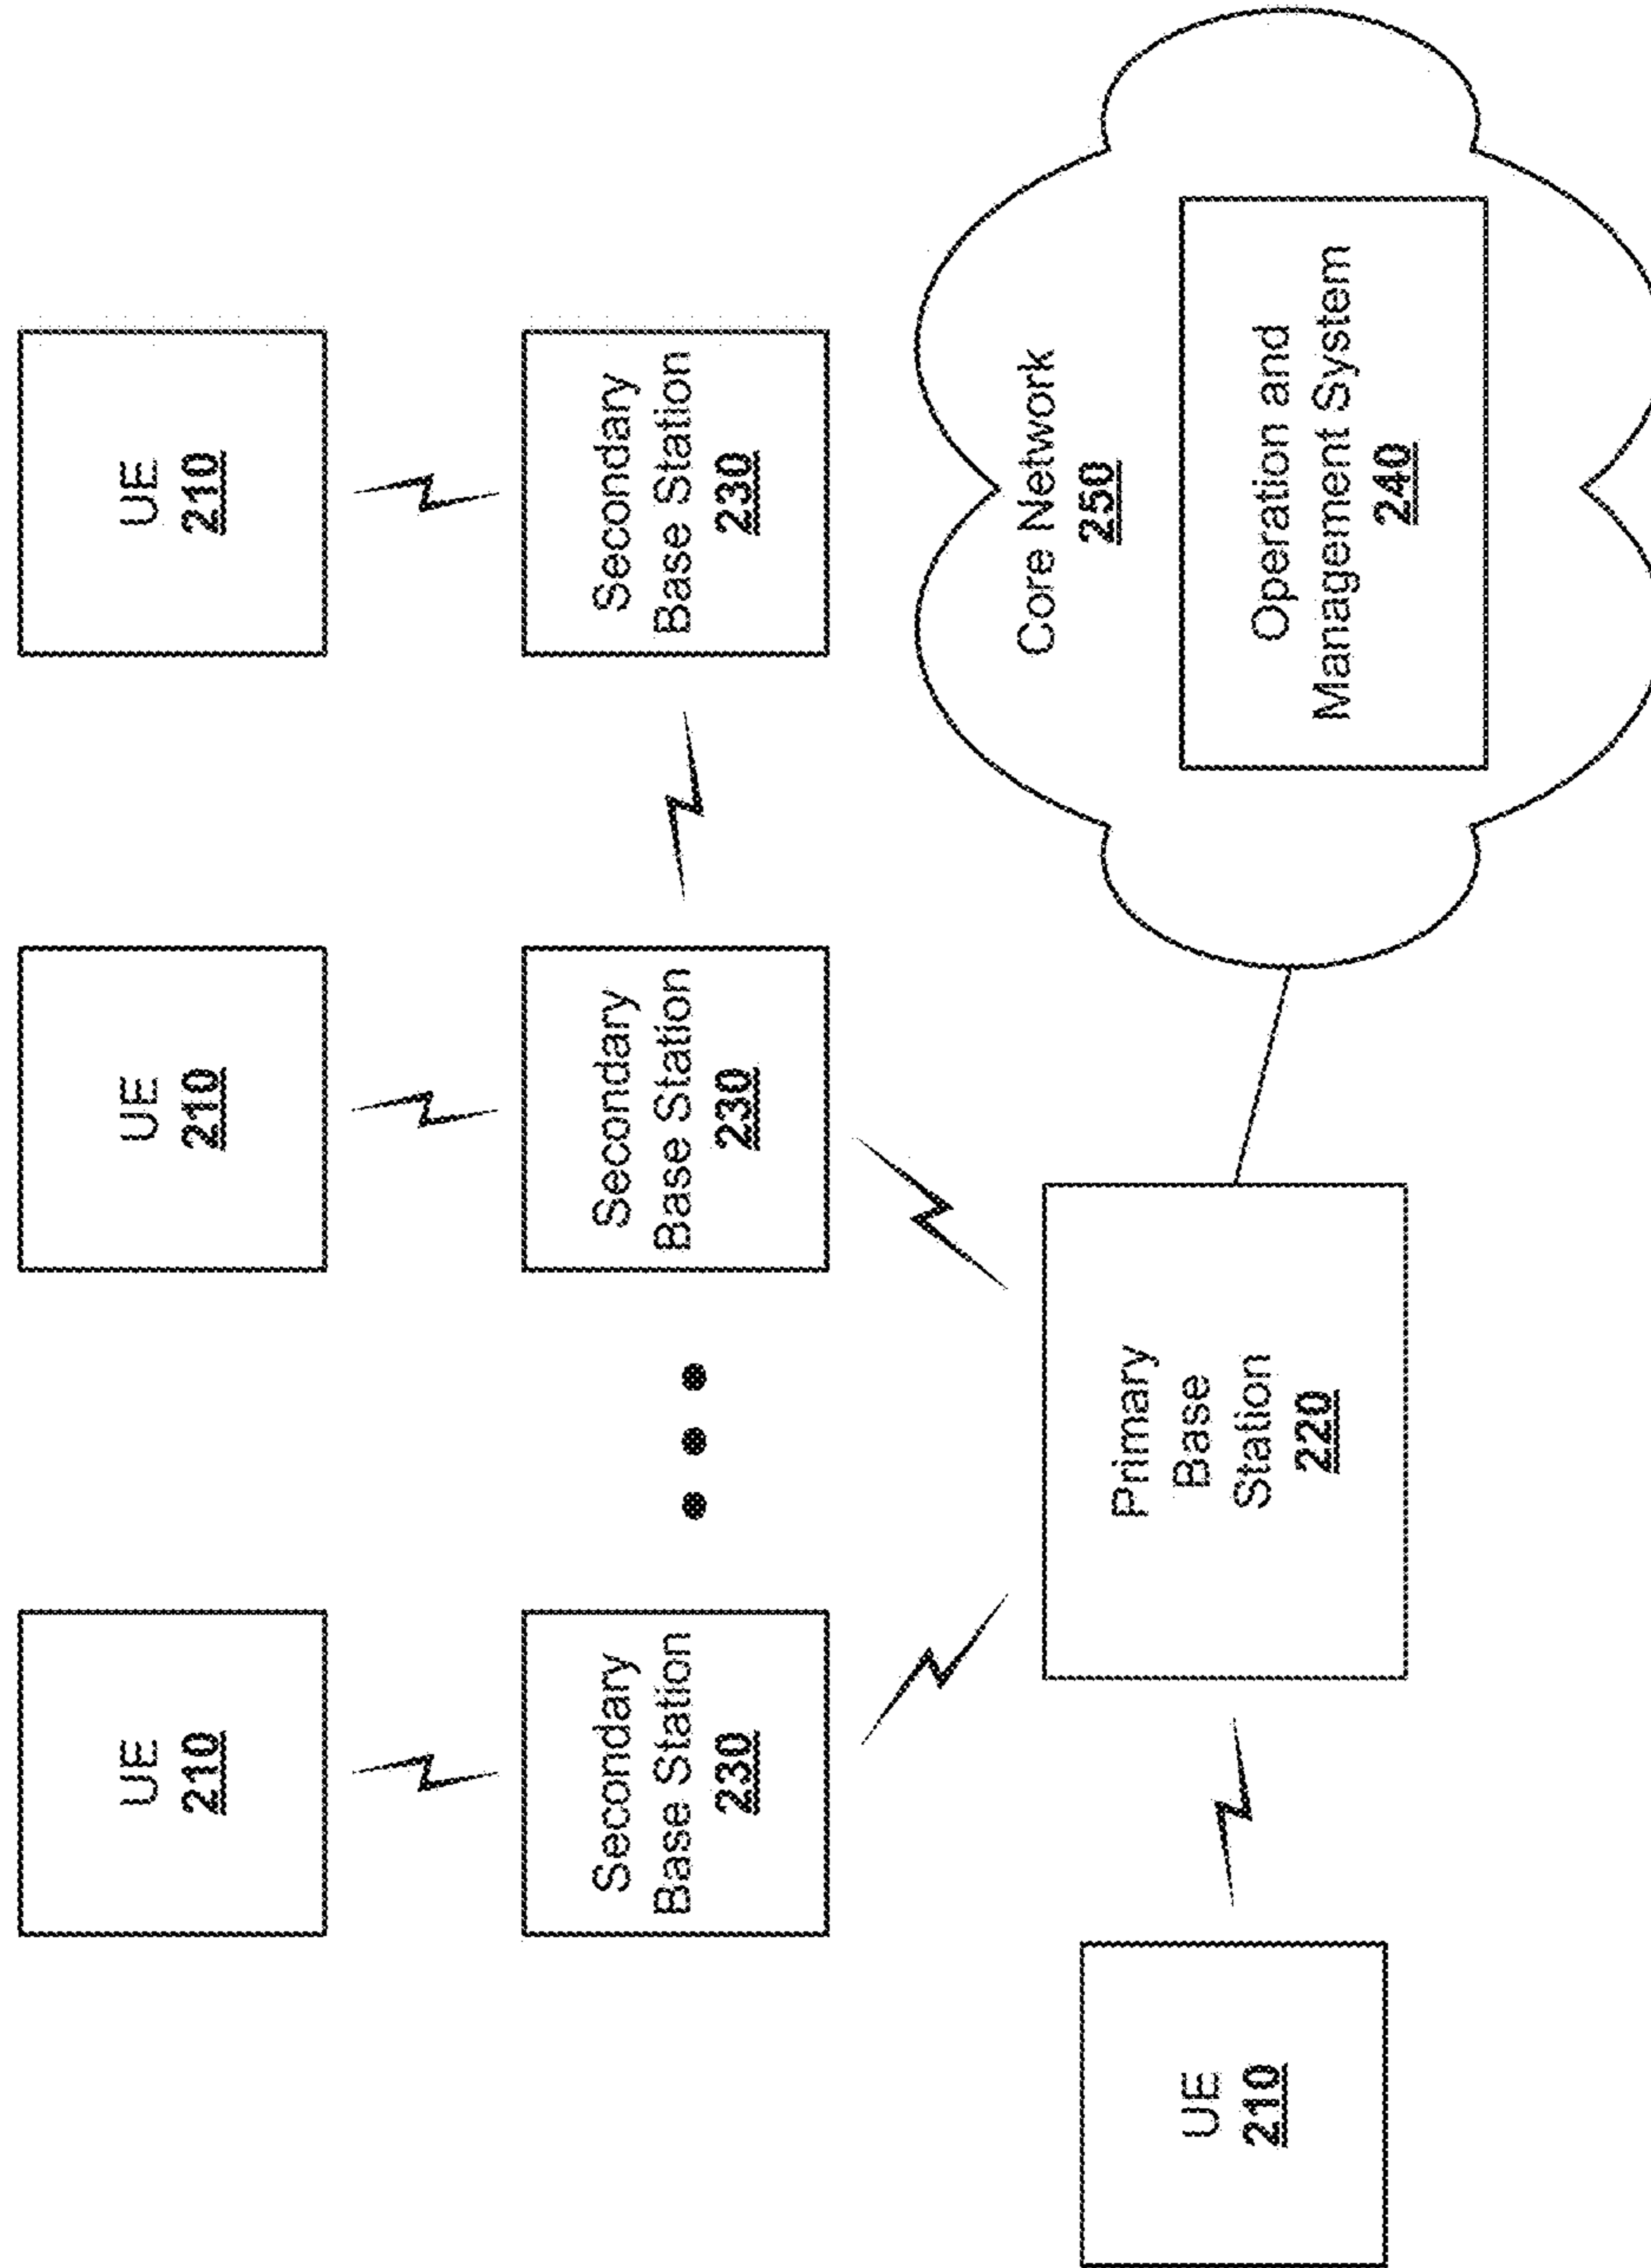 UE
210
UE
210
UE
210
Secondary
Base Station
230
Secondary
Base Station
230
Secondary
Base Station
230
UE
210
Primary
Base
Station
220
Core Network
250
Operation and
Management System
240